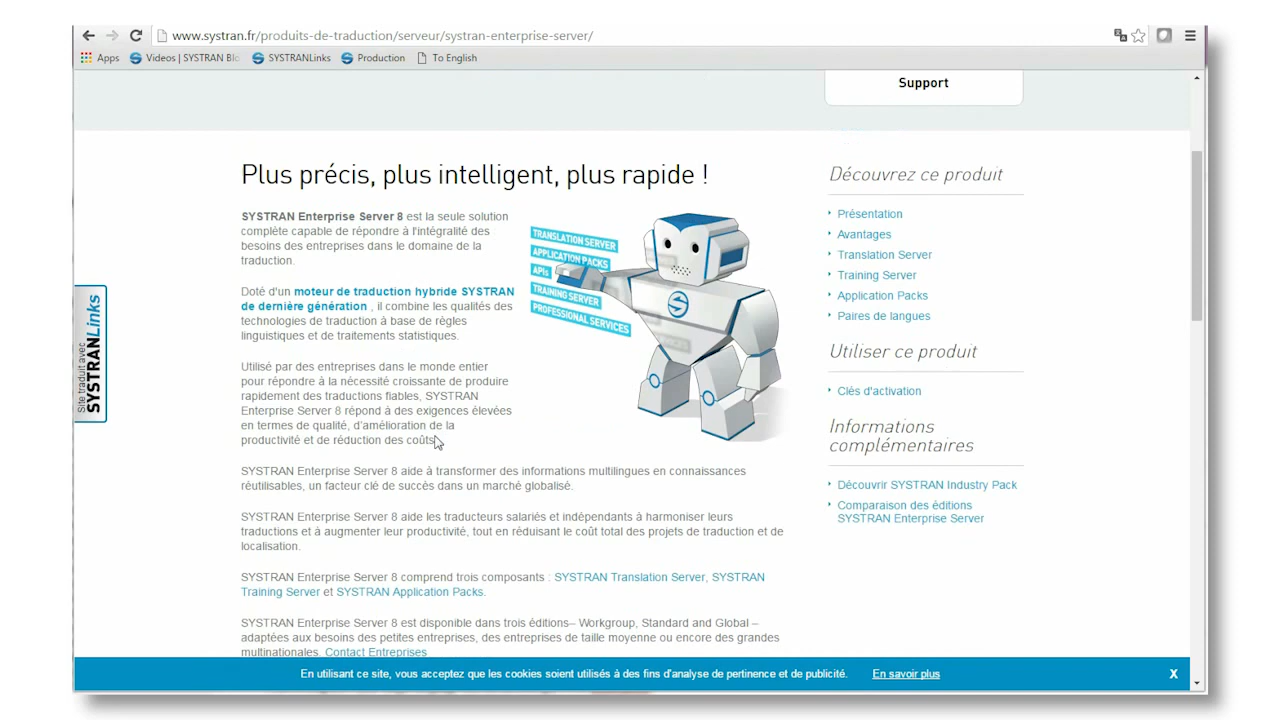 www.systran.fr/produits-de-traduction/serveur/systran-enterprise-server/
Apps
Videos | SYSTRAN Blo
SYSTRANLinks
Production
To English
Support
Plus précis, plus intelligent, plus rapide !
SYSTRAN Enterprise Server 8 est la seule solution
complète capable de répondre à l'intégralité des
besoins des entreprises dans le domaine de la
traduction.
Doté d'un moteur de traduction hybride SYSTRAN
de dernière génération , il combine les qualités des
technologies de traduction à base de règles
linguistiques et de traitements statistiques.
Utilisé par des entreprises dans le monde entier
pour répondre à la nécessité croissante de produire
rapidement des traductions fiables, SYSTRAN
Enterprise Server 8 répond à des exigences élevées
en termes de qualité, d'amélioration de la
productivité et de réduction des coûts.
TRANSLATION SERVER
APPLICATION PACKS
APIs
TRAINING SERVER
PROFESSIONAL SERVICES
SYSTRAN Enterprise Server 8 aide à transformer des informations multilingues en connaissances
réutilisables, un facteur clé de succès dans un marché globalisé.
SYSTRAN Enterprise Server 8 aide les traducteurs salariés et indépendants à harmoniser leurs
traductions et à augmenter leur productivité, tout en réduisant le coût total des projets de traduction et de
localisation.
SYSTRAN Enterprise Server 8 comprend trois composants : SYSTRAN Translation Server, SYSTRAN
Training Server et SYSTRAN Application Packs.
SYSTRAN Enterprise Server 8 est disponible dans trois éditions– Workgroup, Standard and Global –
adaptées aux besoins des petites entreprises, des entreprises de taille moyenne ou encore des grandes
multinationales. Contact Entreprises
Découvrez ce produit
Présentation
Avantages
Translation Server
Training Server
Application Packs
Paires de langues
Utiliser ce produit
Clés d'activation
Informations
complémentaires
Découvrir SYSTRAN Industry Pack
Comparaison des éditions
SYSTRAN Enterprise Server
Site traduit avec
SYSTRANLinks
En utilisant ce site, vous acceptez que les cookies soient utilisés à des fins d'analyse de pertinence et de publicité. En savoir plus X